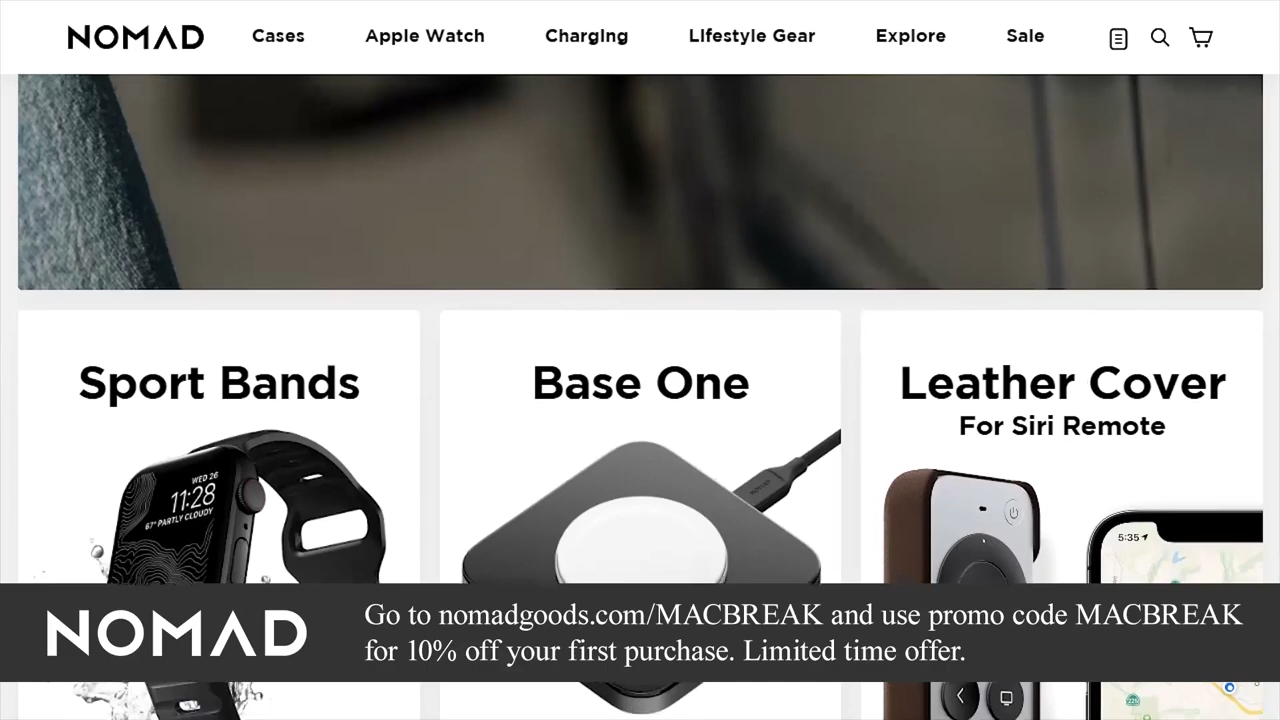 NOMAD Cases Apple Watch Charging Lifestyle Gear Explore Sale
Sport Bands
Base One
Leather Cover
For Siri Remote
WED 26
11:28
67° PARTLY CLOUDY
5:35
NOMAD
Go to nomadgoods.com/MACBREAK and use promo code MACBREAK
for 10% off your first purchase. Limited time offer.